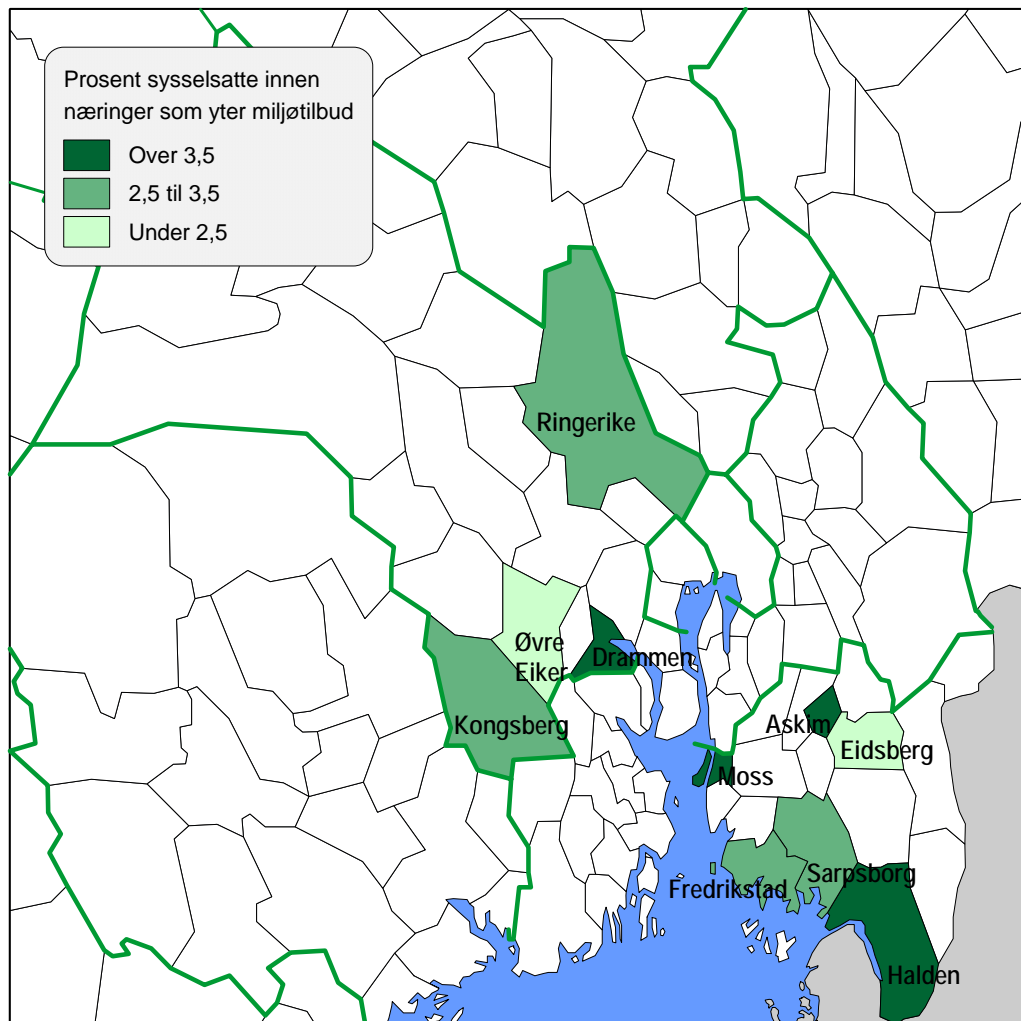 Prosent sysselsatte innen
næringer som yter miljøtilbud
Over 3,5
2,5 til 3,5
Under 2,5
Ringerike
Øvre
Eiker
Drammen
Kongsberg
Askim
Eidsberg
Moss
Sarpsborg
Fredrikstad
Halden